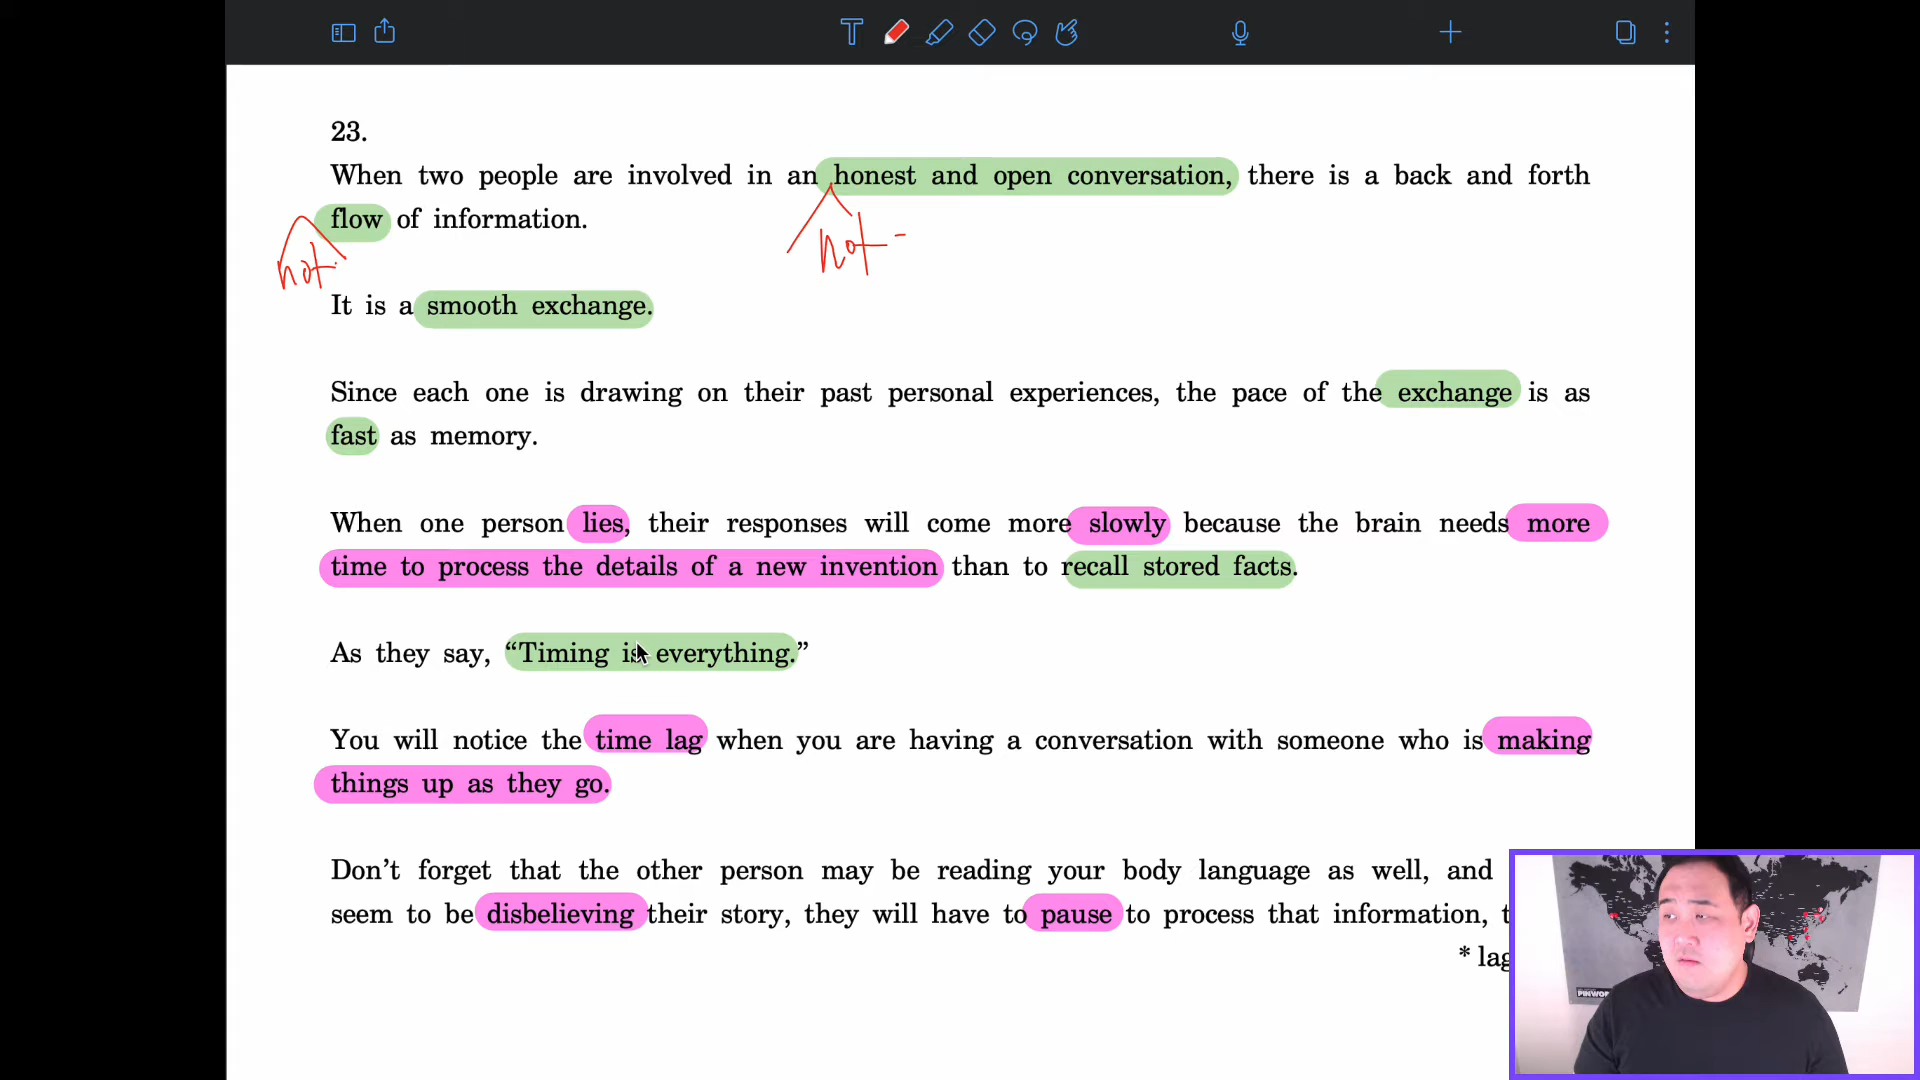 23.
When two people are involved in an honest and open conversation, there is a back and forth
flow of information.
not
not
It is a smooth exchange.
Since each one is drawing on their past personal experiences, the pace of the exchange is as
fast as memory.
When one person lies, their responses will come more slowly because the brain needs more
time to process the details of a new invention than to recall stored facts.
As they say, “Timing is everything.”
You will notice the time lag when you are having a conversation with someone who is making
things up as they go.
Don’t forget that the other person may be reading your body language as well, and
seem to be disbelieving their story, they will have to pause to process that information, t
* lag